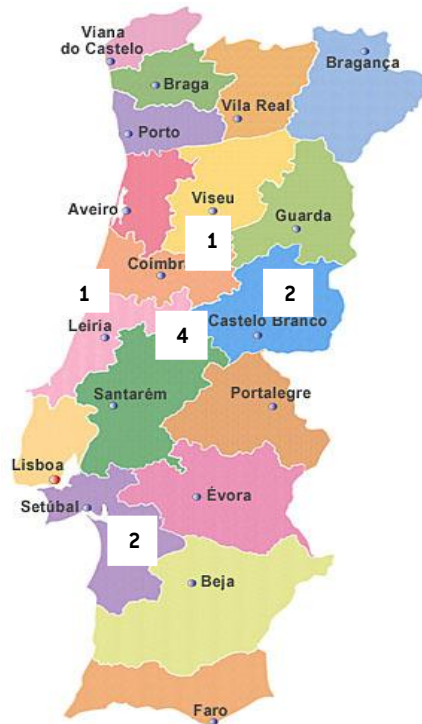 Viana
do Castelo
Bragança
Braga
Vila Real
Porto
Aveiro
Viseu
Guarda
1
Coimbra
1
2
Leiria
4
Castelo Branco
Santarém
Portalegre
Lisboa
Setúbal
Évora
2
Beja
Faro